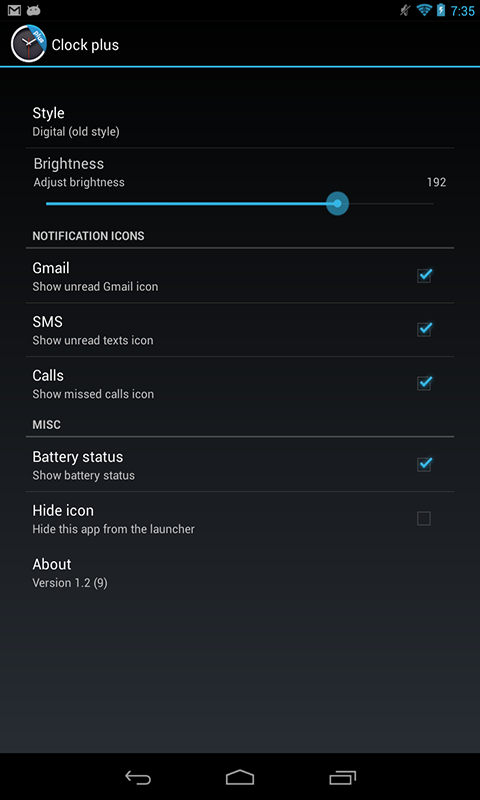 7:35
plus
Clock plus
Style
Digital (old style)
Brightness
Adjust brightness
192
NOTIFICATION ICONS
Gmail
Show unread Gmail icon
SMS
Show unread texts icon
Calls
Show missed calls icon
MISC
Battery status
Show battery status
Hide icon
Hide this app from the launcher
About
Version 1.2 (9)